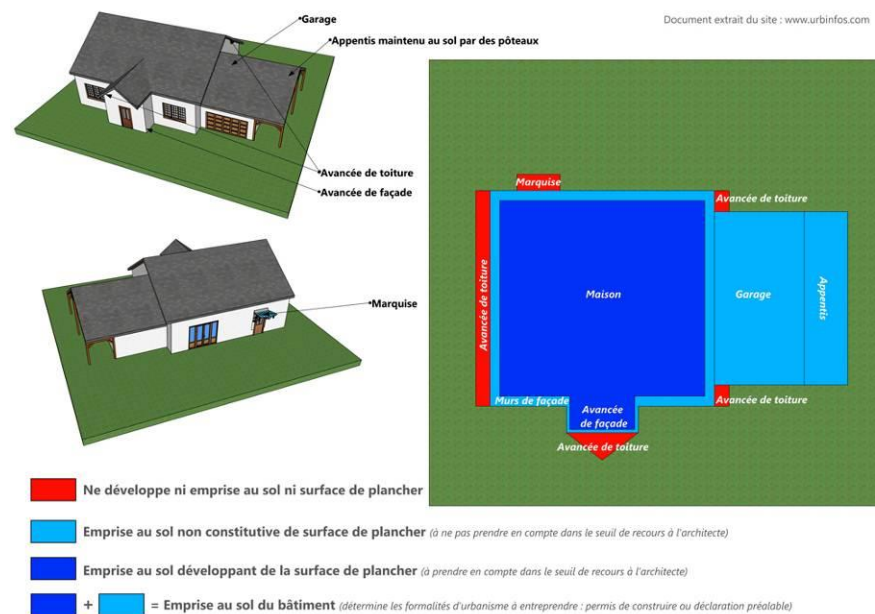 Garage
Document extrait du site : www.urbinfos.com
Appentis maintenu au sol par des pôteaux
Avancée de toiture
Avancée de façade
Marquise
Marquise
Avancée de toiture
Avancée de toiture
Maison
Garage
Appentis
Murs de façade
Avancée
de façade
Avancée de toiture
Avancée de toiture
Ne développe ni emprise au sol ni surface de plancher
Emprise au sol non constitutive de surface de plancher (à ne pas prendre en compte dans le seuil de recours à l'architecte)
Emprise au sol développant de la surface de plancher (à prendre en compte dans le seuil de recours à l'architecte)
+ = Emprise au sol du bâtiment (détermine les formalités d'urbanisme à entreprendre : permis de construire ou déclaration préalable)